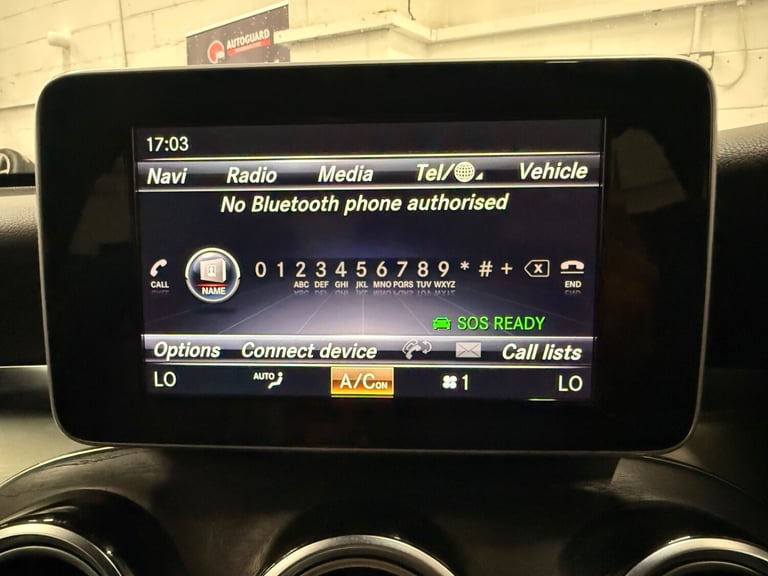 AUTOGUARD
17:03
Navi Radio Media Tel/ Vehicle
No Bluetooth phone authorised
0 1 2 3 4 5 6 7 8 9 * # +
CALL NAME ABC DEF GHI JKL MNO PQRS TUV WXYZ END
SOS READY
Options Connect device Call lists
LO AUTO A/C ON 1 LO